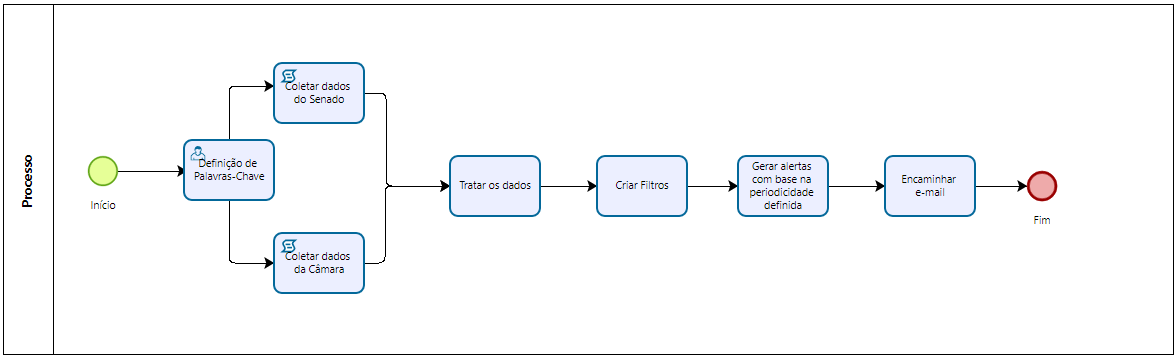 Processo
Início
Definição de
Palavras-Chave
Coletar dados
do Senado
Coletar dados
da Câmara
Tratar os dados
Criar Filtros
Gerar alertas
com base na
periodicidade
definida
Encaminhar
e-mail
Fim